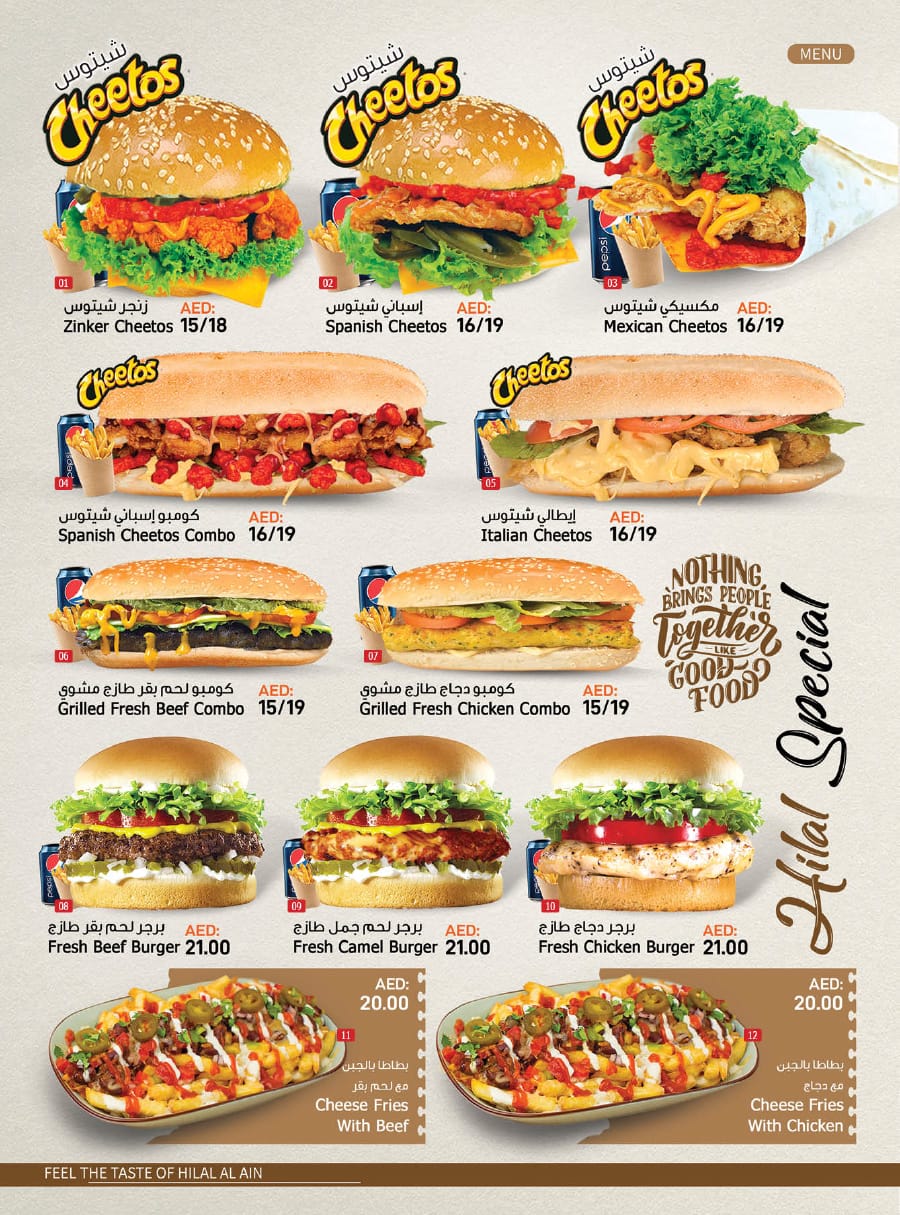 MENU
شيتوس
Cheetos
شيتوس
Cheetos
شيتوس
Cheetos
pepsi
01
زنجر شيتوس
AED:
Zinker Cheetos 15/18
02
إسباني شيتوس
AED:
Spanish Cheetos 16/19
03
مكسيكي شيتوس
AED:
Mexican Cheetos 16/19
Cheetos
pepsi
04
كومبو إسباني شيتوس
AED:
Spanish Cheetos Combo 16/19
Cheetos
05
إيطالي شيتوس
AED:
Italian Cheetos 16/19
06
كومبو لحم بقر طازج مشوي
AED:
Grilled Fresh Beef Combo 15/19
07
كومبو دجاج طازج مشوي
AED:
Grilled Fresh Chicken Combo 15/19
NOTHING
BRINGS PEOPLE
Together
LIKE
GOOD
FOOD
Hilal Special
pepsi
08
برجر لحم بقر طازج
AED:
Fresh Beef Burger 21.00
09
برجر لحم جمل طازج
AED:
Fresh Camel Burger 21.00
10
برجر دجاج طازج
AED:
Fresh Chicken Burger 21.00
AED:
20.00
11
بطاطا بالجبن
مع لحم بقر
Cheese Fries
With Beef
AED:
20.00
12
بطاطا بالجبن
مع دجاج
Cheese Fries
With Chicken
FEEL THE TASTE OF HILAL AL AIN